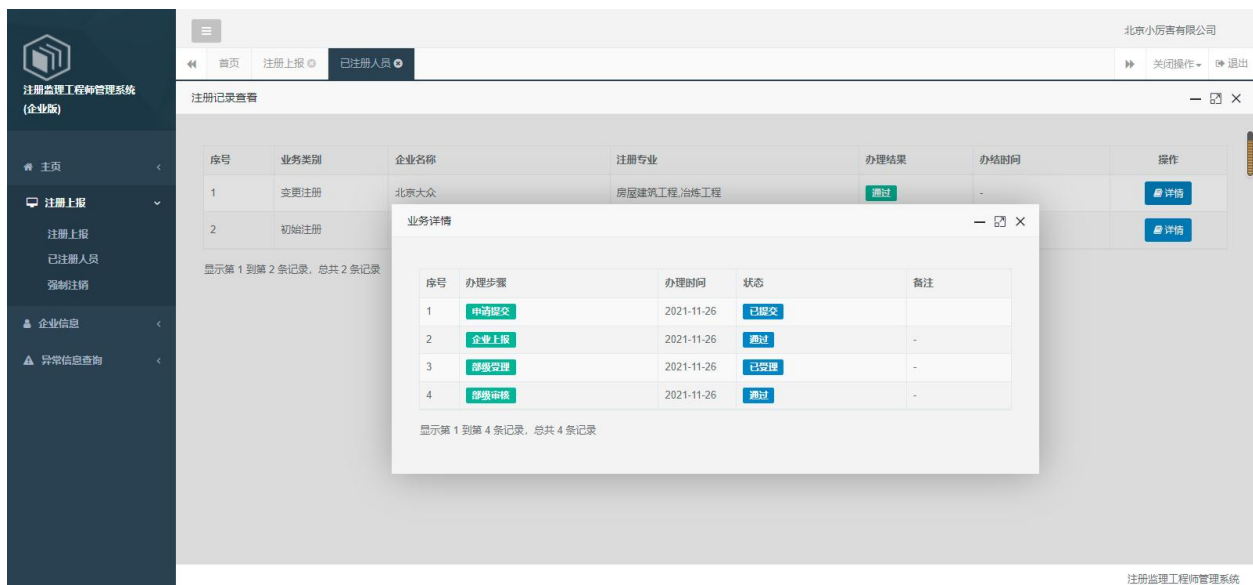 北京小厉害有限公司
首页 注册上报 已注册人员 关闭操作 退出
注册监理工程师管理系统
(企业版)
注册记录查看
主页
注册上报
注册上报
已注册人员
强制注销
企业信息
异常信息查询
序号 业务类别 企业名称 注册专业 办理结果 办结时间 操作
1 变更注册 北京大众 房屋建筑工程,冶炼工程 通过 - 详情
2 初始注册 详情
显示第 1 到第 2 条记录，总共 2 条记录
业务详情
序号 办理步骤 办理时间 状态 备注
1 申请提交 2021-11-26 已提交
2 企业上报 2021-11-26 通过 -
3 部级受理 2021-11-26 已受理 -
4 部级审核 2021-11-26 通过 -
显示第 1 到第 4 条记录，总共 4 条记录
注册监理工程师管理系统